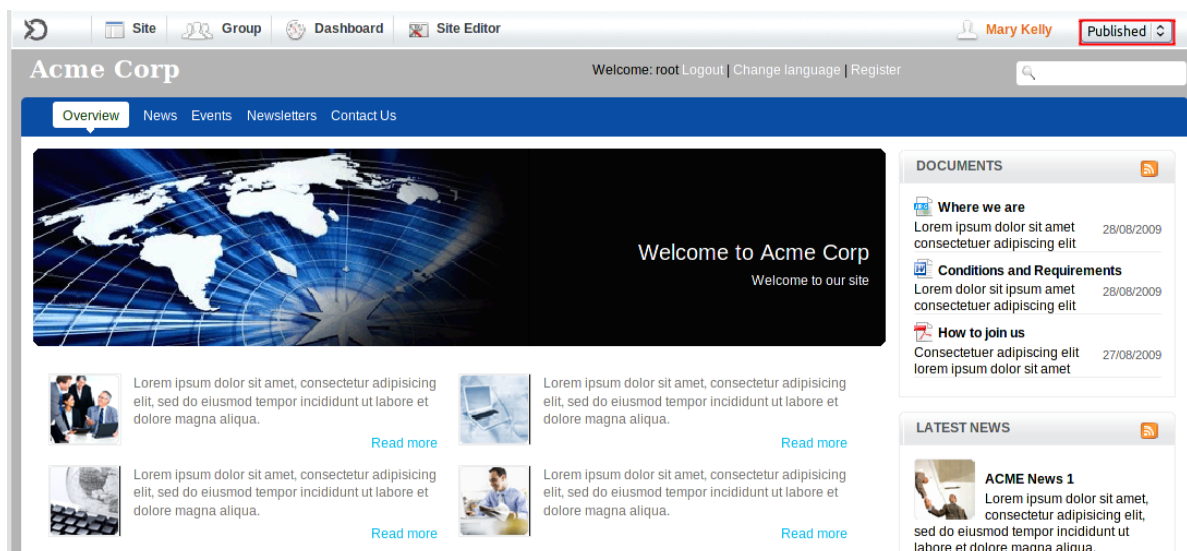 Site Group Dashboard Site Editor Mary Kelly Published
Acme Corp
Welcome: root Logout | Change language | Register
Overview News Events Newsletters Contact Us
Welcome to Acme Corp
Welcome to our site
Lorem ipsum dolor sit amet, consectetur adipisicing
elit, sed do eiusmod tempor incididunt ut labore et
dolore magna aliqua.
Read more
Lorem ipsum dolor sit amet, consectetur adipisicing
elit, sed do eiusmod tempor incididunt ut labore et
dolore magna aliqua.
Read more
Lorem ipsum dolor sit amet, consectetur adipisicing
elit, sed do eiusmod tempor incididunt ut labore et
dolore magna aliqua.
Read more
Lorem ipsum dolor sit amet, consectetur adipisicing
elit, sed do eiusmod tempor incididunt ut labore et
dolore magna aliqua.
Read more
DOCUMENTS
Where we are
Lorem ipsum dolor sit amet
consectetuer adipiscing elit
28/08/2009
Conditions and Requirements
Lorem dolor sit ipsum amet
consectetuer adipiscing elit
28/08/2009
How to join us
Consectetuer adipiscing elit
lorem ipsum dolor sit amet
27/08/2009
LATEST NEWS
ACME News 1
Lorem ipsum dolor sit amet,
consectetur adipisicing elit,
sed do eiusmod tempor incididunt ut
labore et dolore magna aliqua.